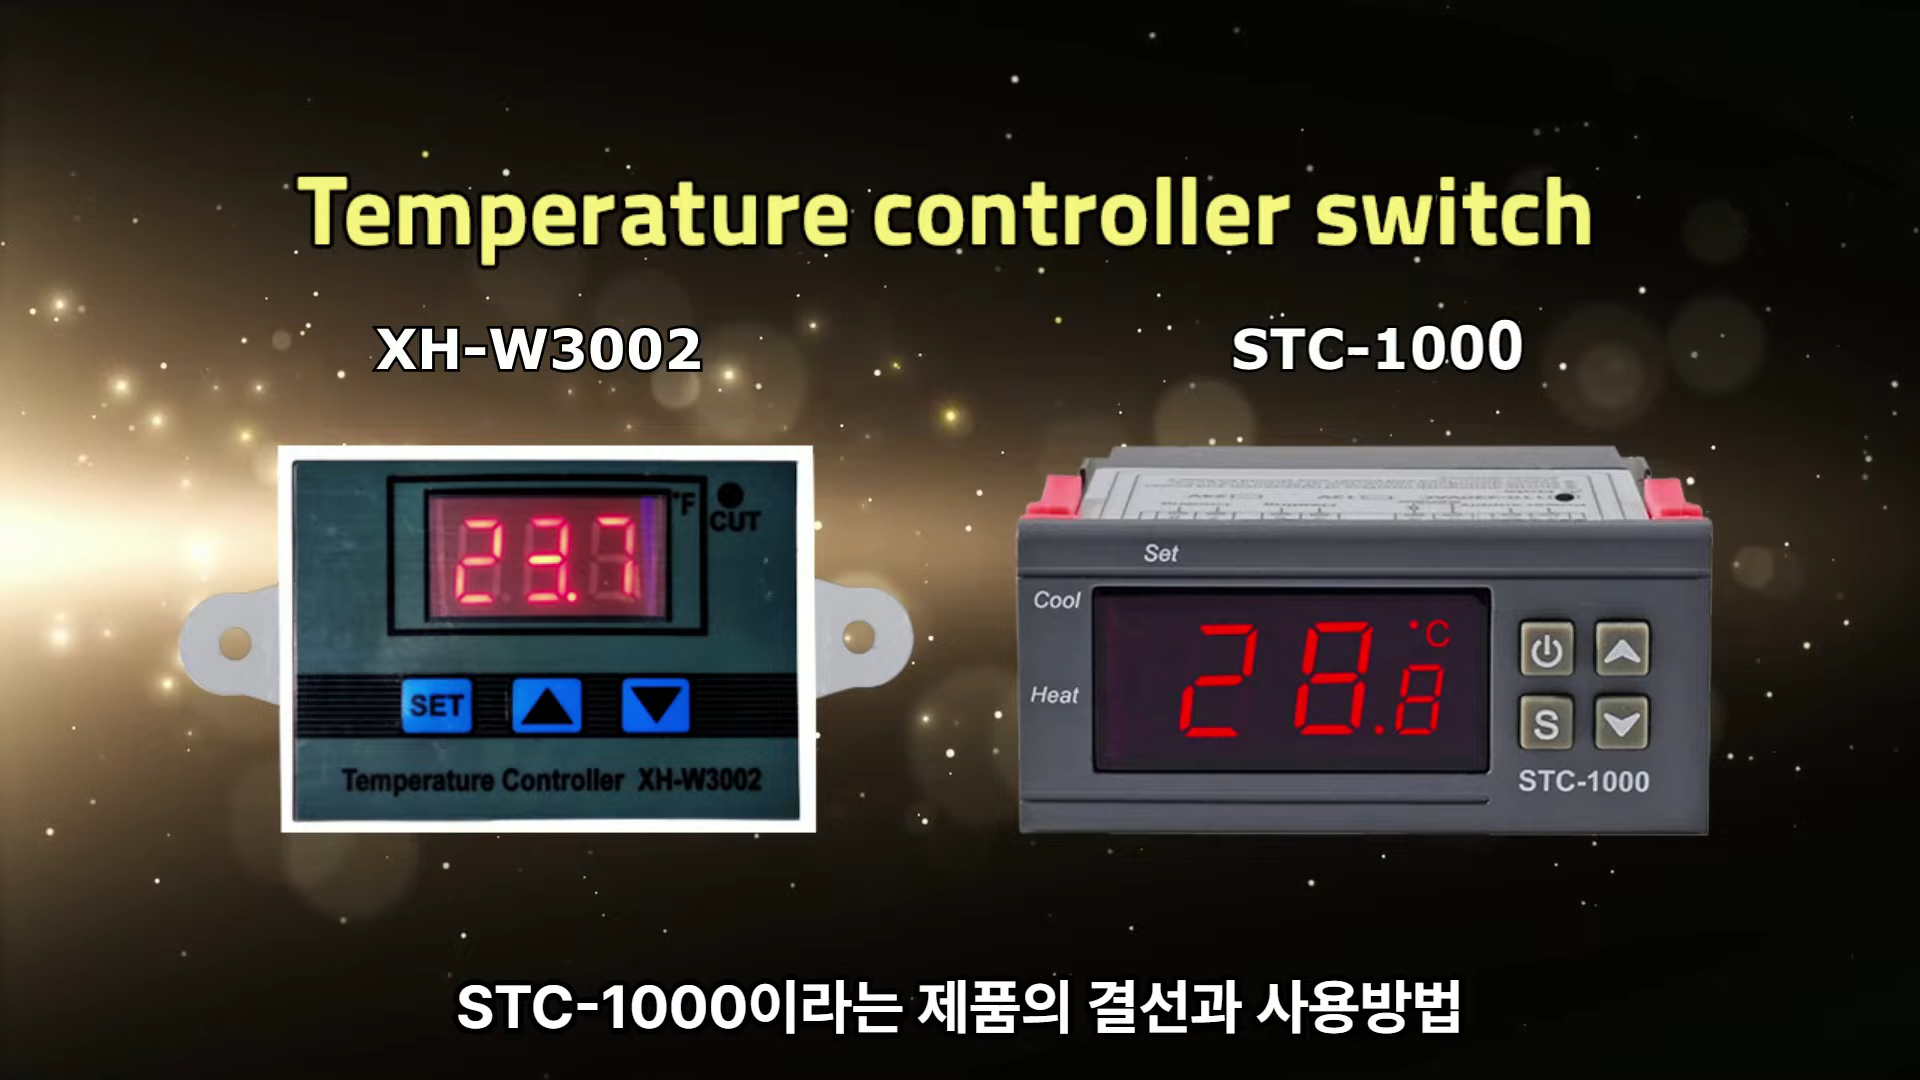 Temperature controller switch
XH-W3002
STC-1000
23.7
°F
CUT
SET
Temperature Controller XH-W3002
Set
Cool
Heat
28.8
°C
S
STC-1000
STC-1000이라는 제품의 결선과 사용방법